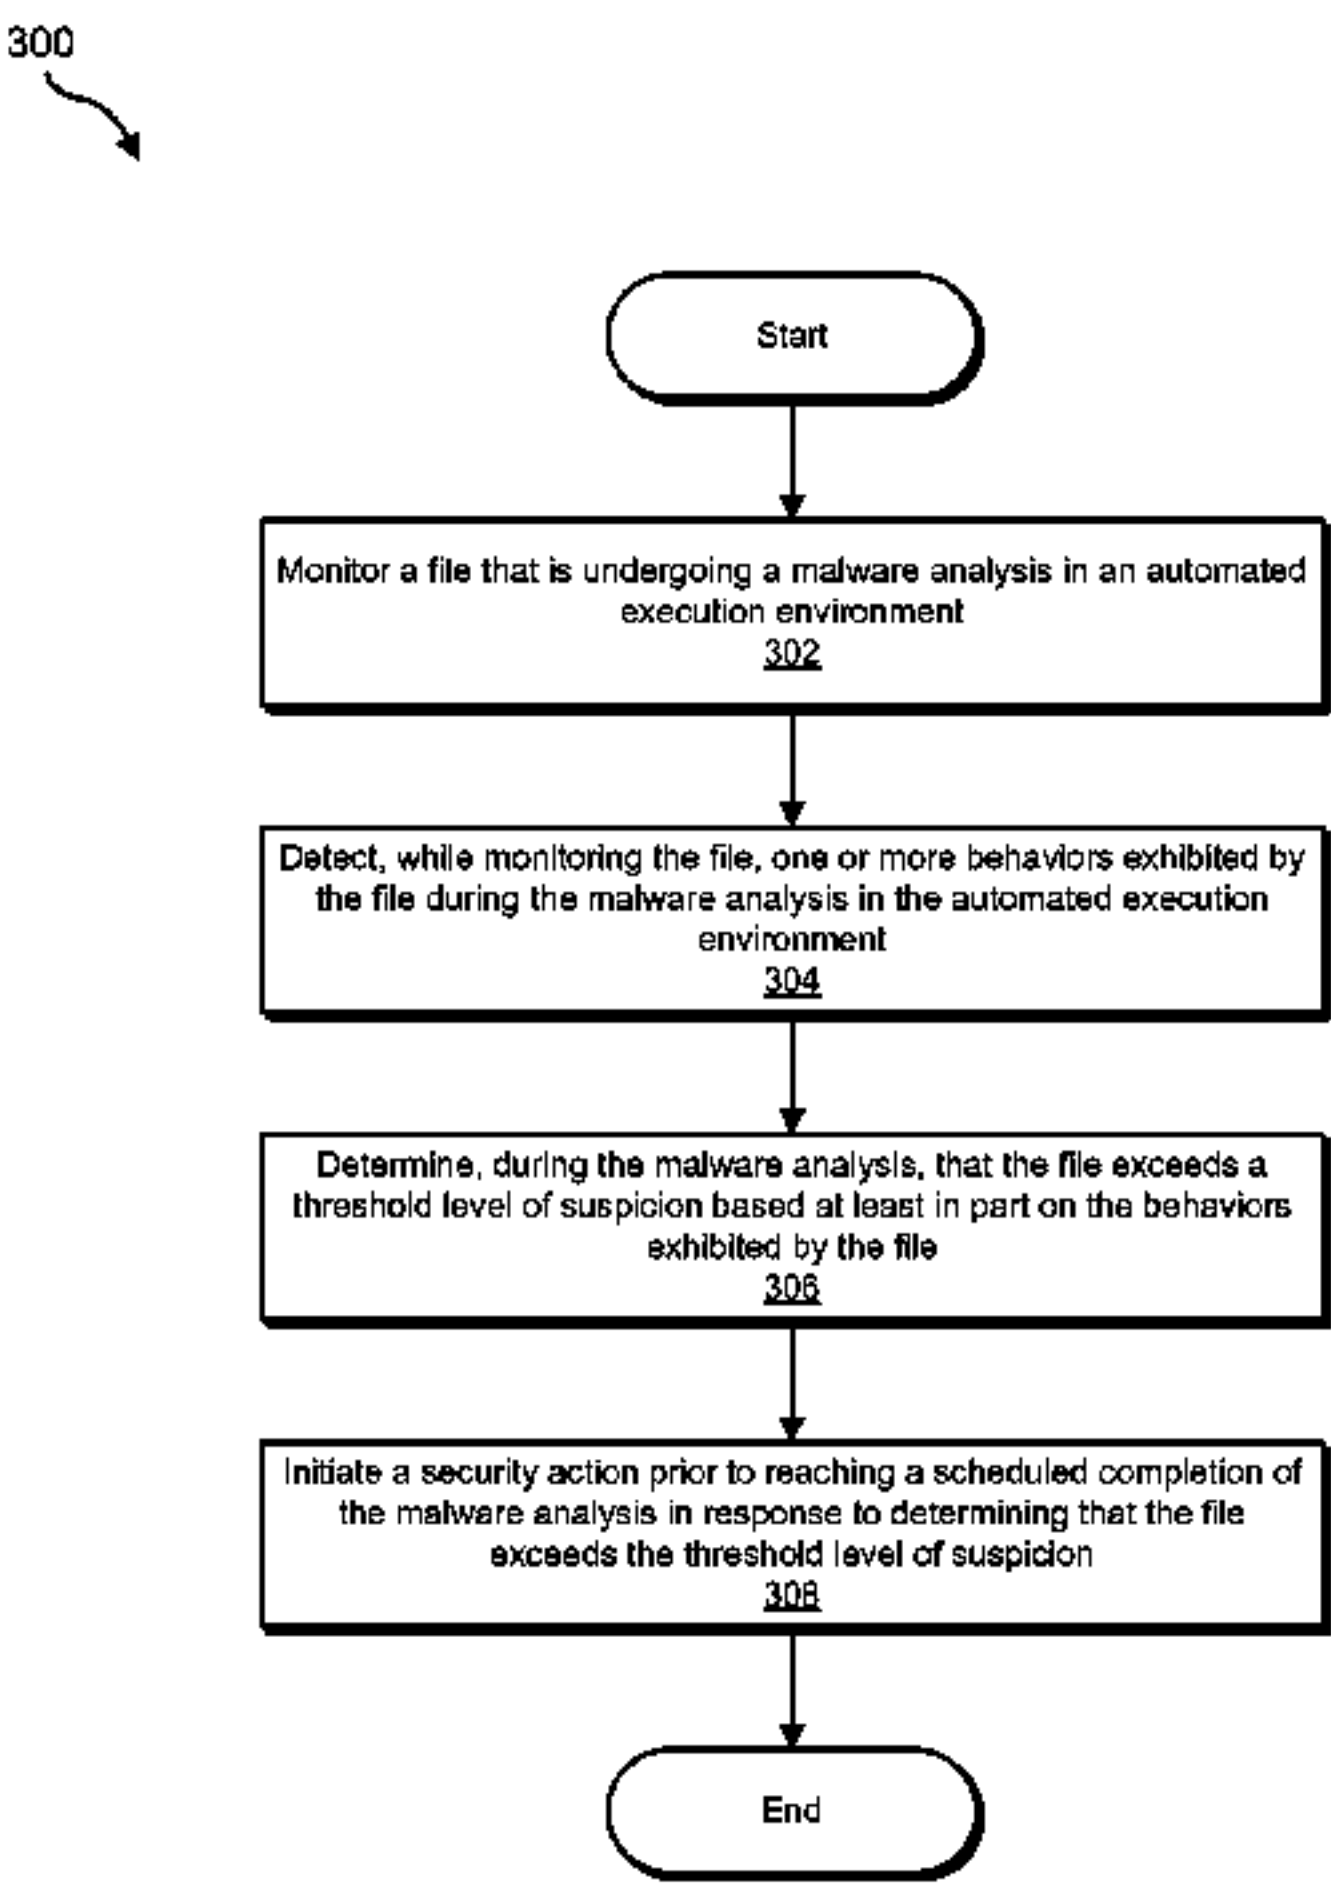 300
Start
Monitor a file that is undergoing a malware analysis in an automated
execution environment
302
Detect, while monitoring the file, one or more behaviors exhibited by
the file during the malware analysis in the automated execution
environment
304
Determine, during the malware analysis, that the file exceeds a
threshold level of suspicion based at least in part on the behaviors
exhibited by the file
306
Initiate a security action prior to reaching a scheduled completion of
the malware analysis in response to determining that the file
exceeds the threshold level of suspicion
308
End